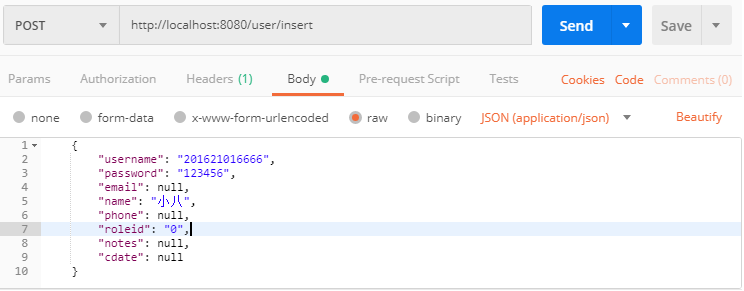 POST http://localhost:8080/user/insert Send Save
Params Authorization Headers (1) Body Pre-request Script Tests Cookies Code Comments (0)
none form-data x-www-form-urlencoded raw binary JSON (application/json) Beautify
1 {
2 "username": "201621016666",
3 "password": "123456",
4 "email": null,
5 "name": "小八",
6 "phone": null,
7 "roleid": "0",
8 "notes": null,
9 "cdate": null
10 }